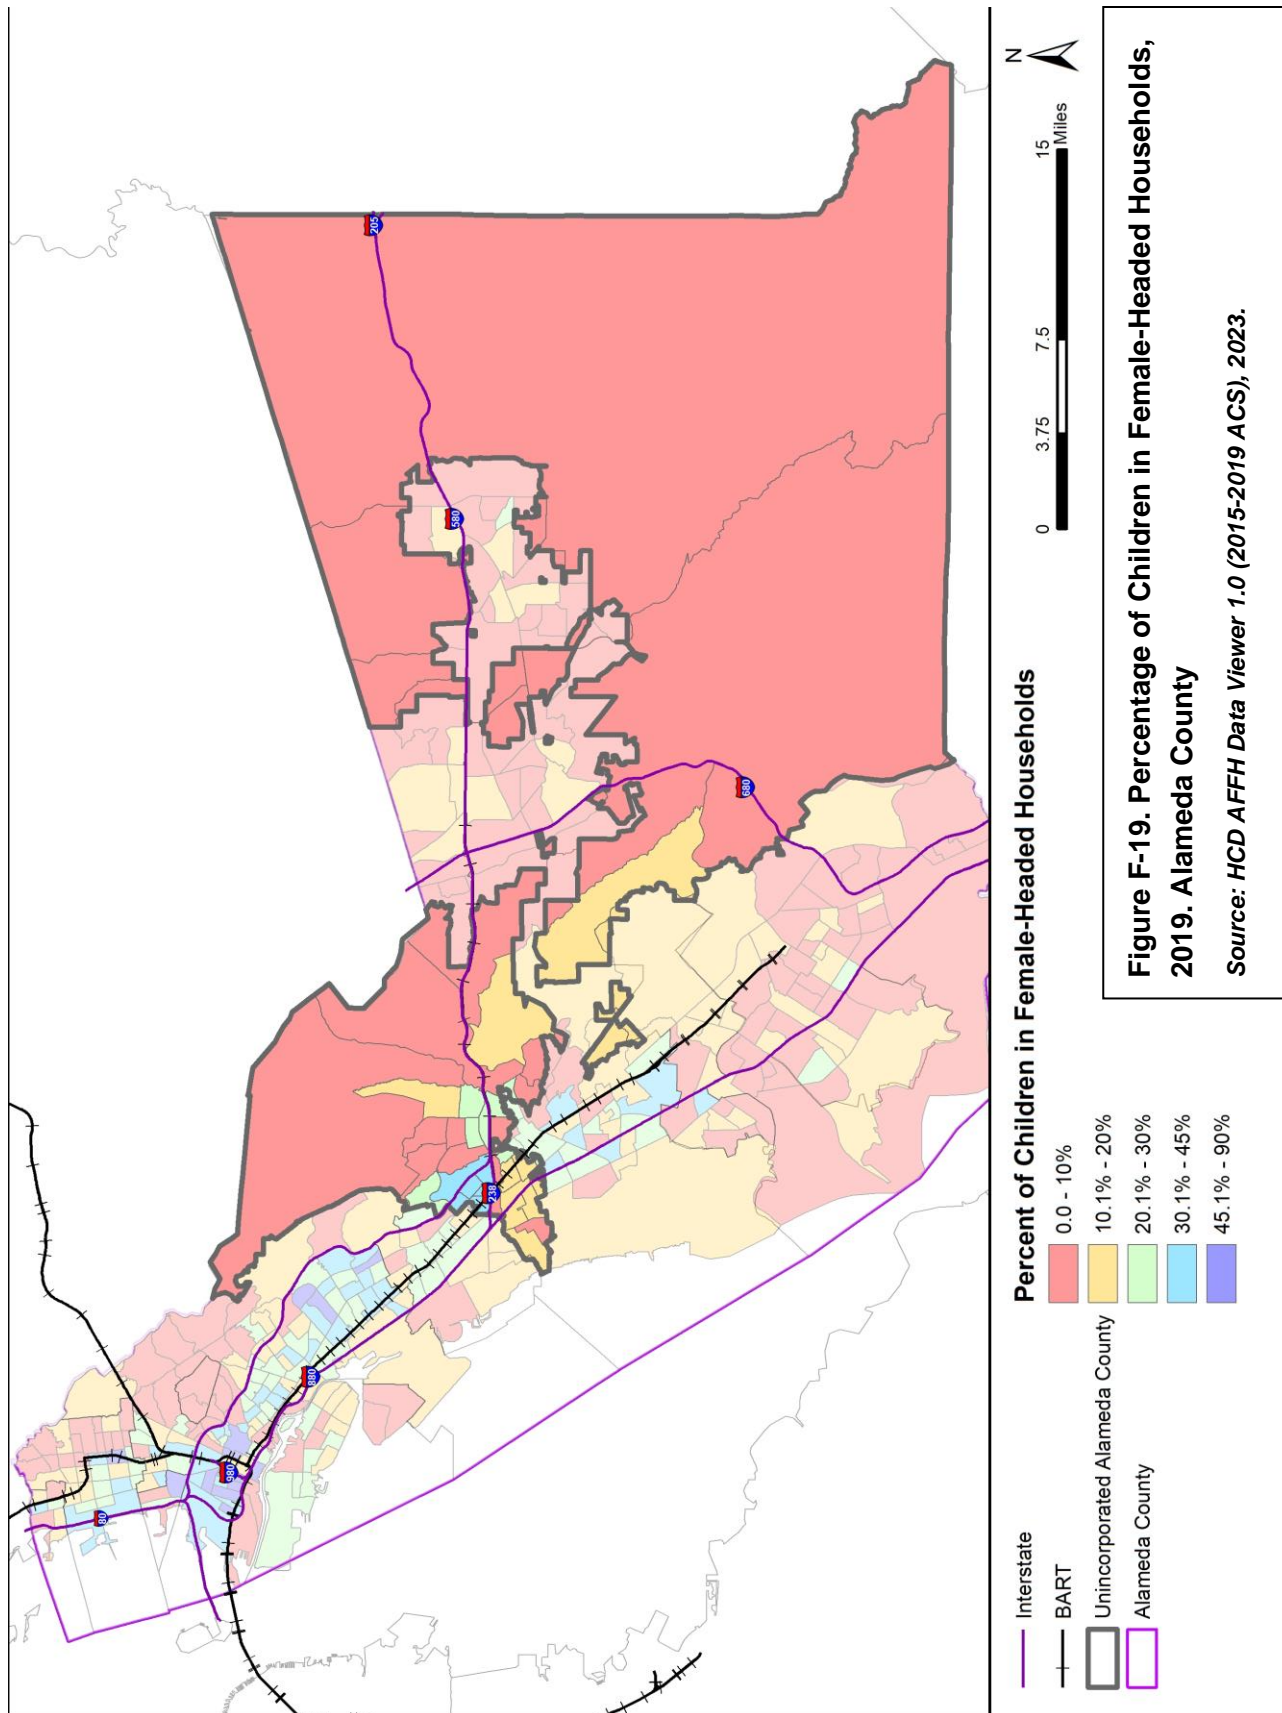 205
580
680
238
880
980
80
N
0
3.75
7.5
15
Miles
Interstate
BART
Unincorporated Alameda County
Alameda County
Percent of Children in Female-Headed Households
0.0 - 10%
10.1% - 20%
20.1% - 30%
30.1% - 45%
45.1% - 90%
Figure F-19. Percentage of Children in Female-Headed Households,
2019. Alameda County
Source: HCD AFFH Data Viewer 1.0 (2015-2019 ACS), 2023.